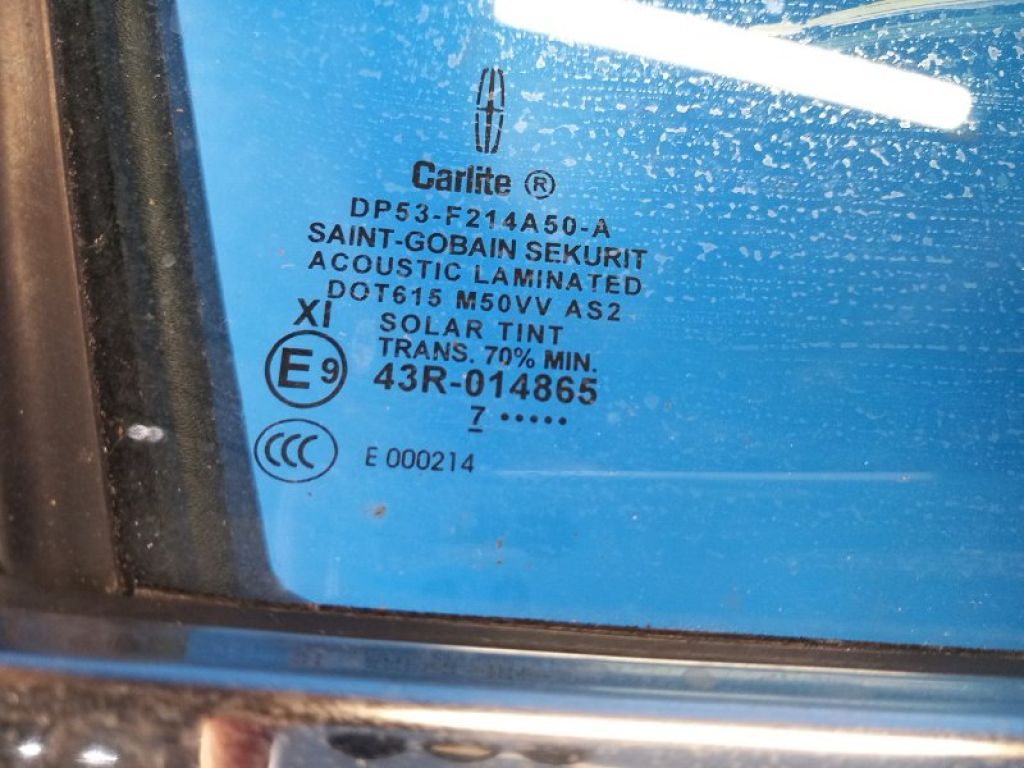 Carlite ®
DP53-F214A50-A
SAINT-GOBAIN SEKURIT
ACOUSTIC LAMINATED
DOT615 M50VV AS2
XI SOLAR TINT
TRANS. 70% MIN.
E9 43R-014865
7 •••••
CCC E 000214